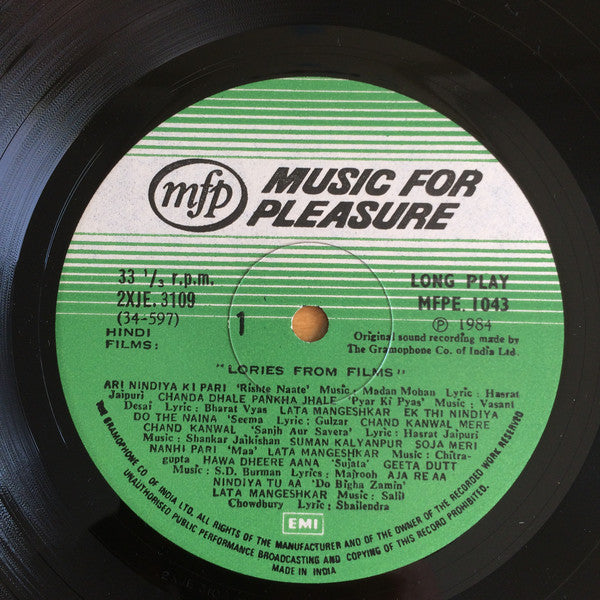 mfp
MUSIC FOR
PLEASURE
33 1/3 r.p.m.
2XJE. 3109
(34-597)
HINDI
FILMS:
1
LONG PLAY
MFPE. 1043
Ⓟ 1984
Original sound recording made by
The Gramophone Co. of India Ltd.
"LORIES FROM FILMS"
ARI NINDIYA KI PARI 'Rishte Naate' Music: Madan Mohan Lyric: Hasrat
Jaipuri CHANDA DHALE PANKHA JHALE 'Pyar Ki Pyas' Music: Vasant
Desai Lyric: Bharat Vyas LATA MANGESHKAR EK THI NINDIYA
DO THE NAINA 'Seema Lyric: Gulzar CHAND KANWAL MERE
CHAND KANWAL 'Sanjh Aur Savera' Lyric: Hasrat Jaipuri
Music: Shankar Jaikishan SUMAN KALYANPUR SOJA MERI
NANHI PARI 'Maa' LATA MANGESHKAR Music: Chitra-
gupta HAWA DHEERE AANA 'Sujata' GEETA DUTT
Music: S.D. Burman Lyrics: Majrooh AJA RE AA
NINDIYA TU AA 'Do Bigha Zamin'
LATA MANGESHKAR Music: Salil
Chowdbury Lyric: Shailendra
EMI
THE GRAMOPHONE CO. OF INDIA LTD. ALL RIGHTS OF THE MANUFACTURER AND OF THE OWNER OF THE RECORDED WORK RESERVED
UNAUTHORISED PUBLIC PERFORMANCE BROADCASTING AND COPYING OF THIS RECORD PROHIBITED.
MADE IN INDIA